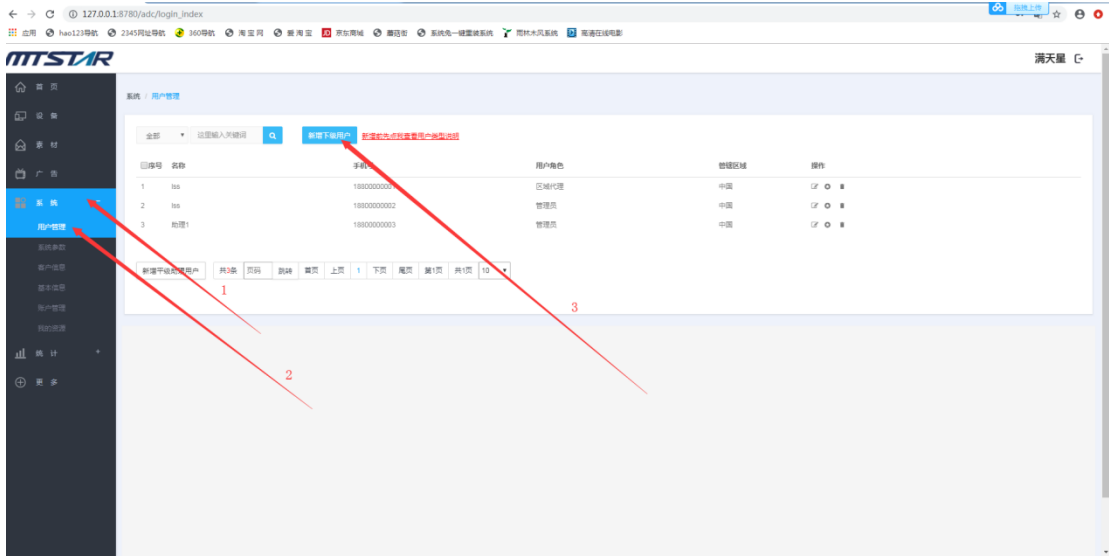 127.0.0.1:8780/adc/login_index
拖拽上传
应用 hao123导航 2345网址导航 360导航 淘宝网 爱淘宝 京东商城 蘑菇街 系统兔一键重装系统 雨林木风系统 高清在线电影
MTSTAR
满天星
首页
系统 / 用户管理
设备
素材
广告
系统
用户管理
系统参数
客户信息
基本信息
账户管理
我的资源
统计 +
更多
全部 这里输入关键词 新增下级用户 新增前先点我查看用户类型说明
序号 名称 手机号 用户角色 管辖区域 操作
1 lss 18800000001 区域代理 中国
2 lss 18800000002 管理员 中国
3 助理1 18800000003 管理员 中国
新增平级助理用户 共3条 页码 跳转 首页 上页 1 下页 尾页 第1页 共1页 10
1
2
3